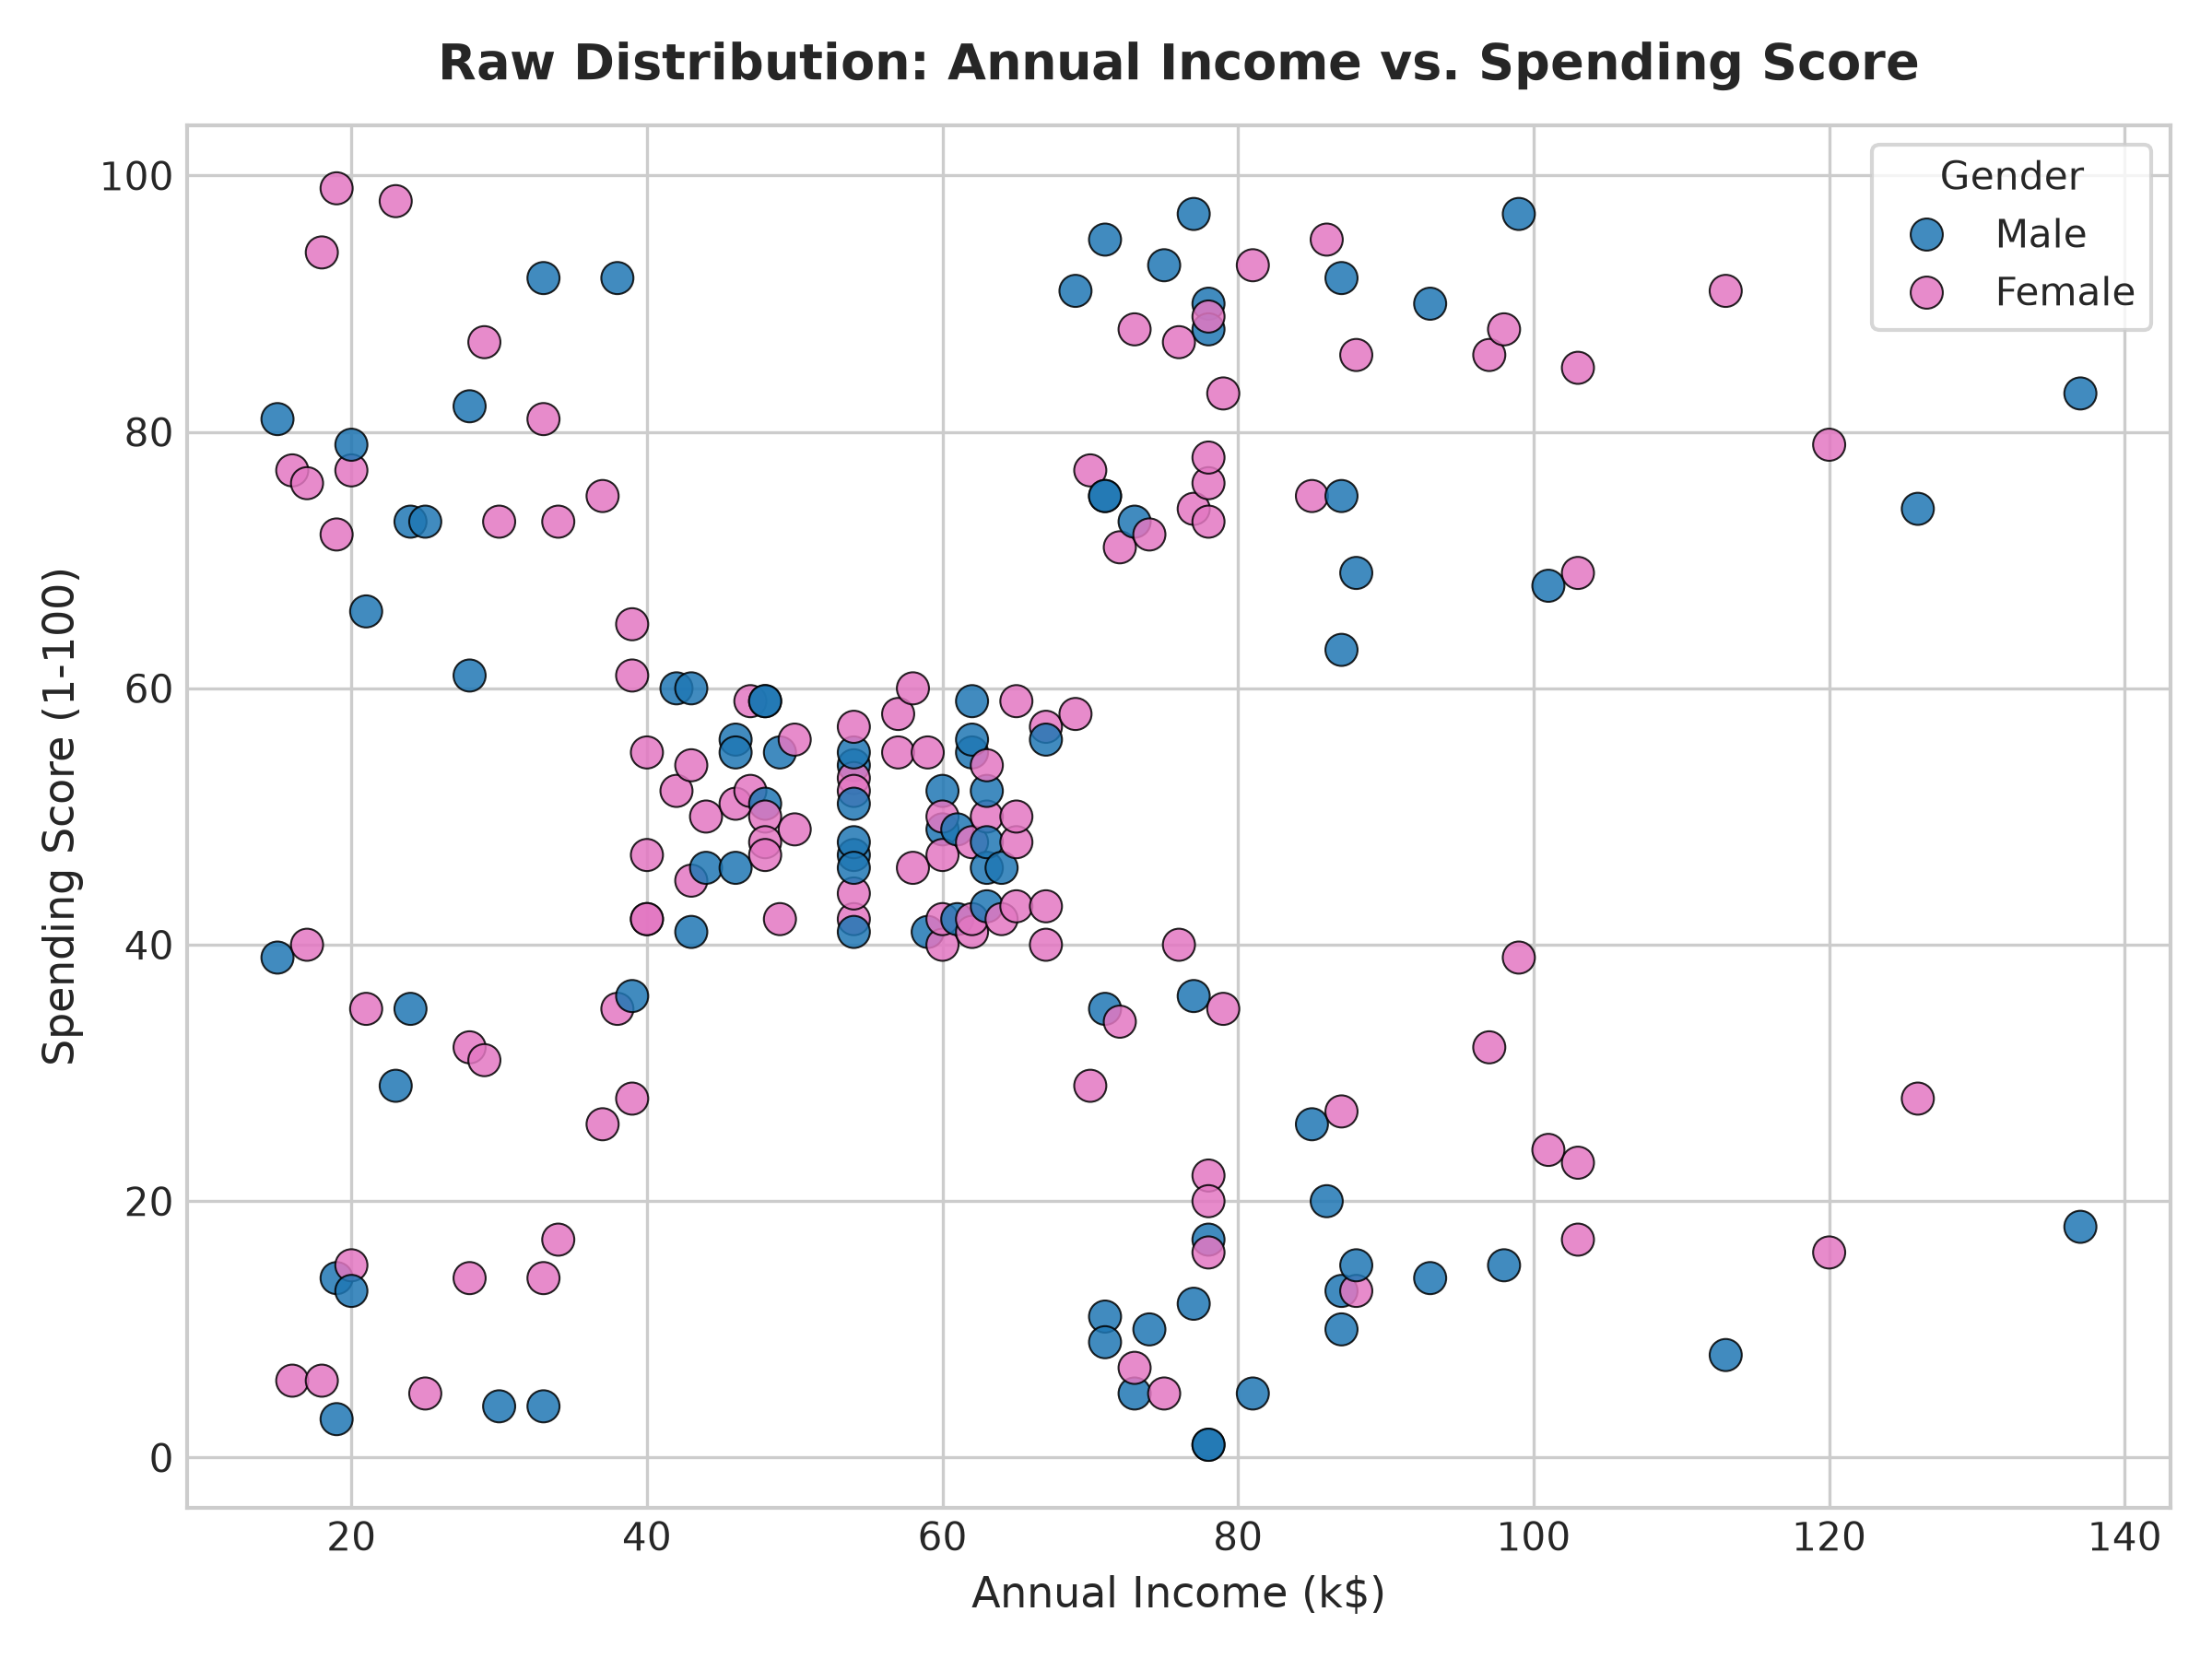 Raw Distribution: Annual Income vs. Spending Score
Gender
Male
Female
Spending Score (1-100)
100
80
60
40
20
0
20 40 60 80 100 120 140
Annual Income (k$)